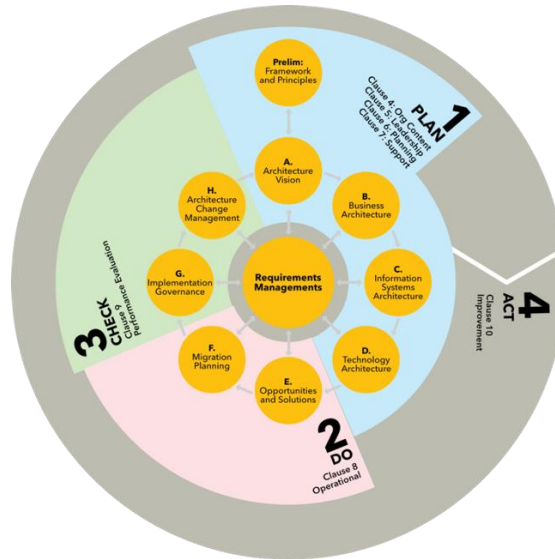 Prelim:
Framework
and Principles
1
PLAN
Clause 4: Org Content
Clause 5: Leadership
Clause 6: Planning
Clause 7: Support
A.
Architecture
Vision
H.
Architecture
Change
Management
B.
Business
Architecture
G.
Implementation
Governance
Requirements
Managements
C.
Information
Systems
Architecture
F.
Migration
Planning
D.
Technology
Architecture
E.
Opportunities
and Solutions
3
CHECK
Clause 9
Performance Evaluation
4
ACT
Clause 10
Improvement
2
DO
Clause 8
Operational